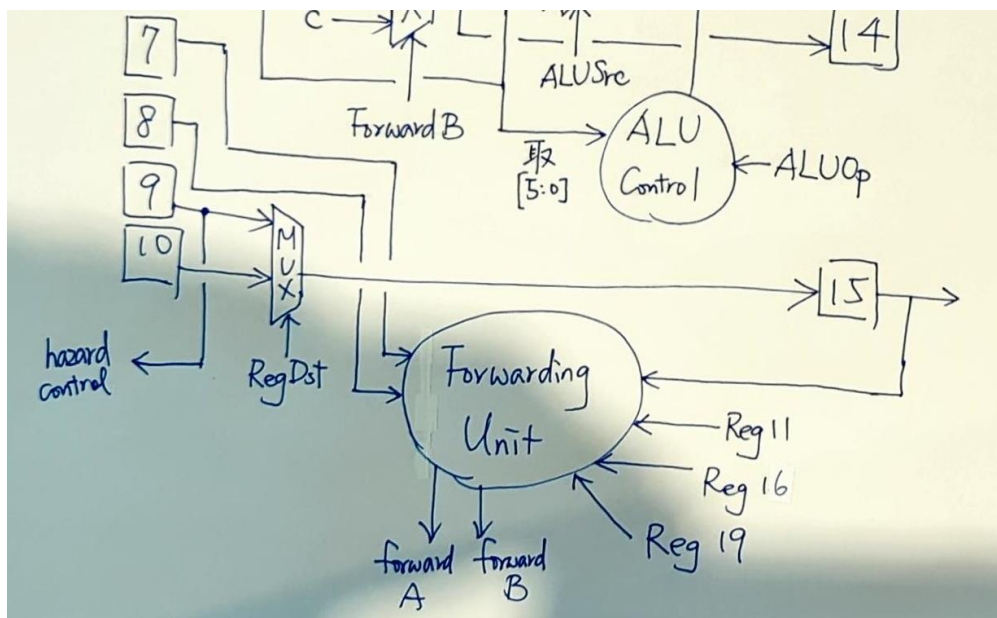 7
C
14
ALUSrc
8
Forward B
ALU
Control
取
[5:0]
ALUOp
9
10
MUX
15
hazard
control
RegDst
Forwarding
Unit
Reg 11
Reg 16
Reg 19
forward
A
forward
B